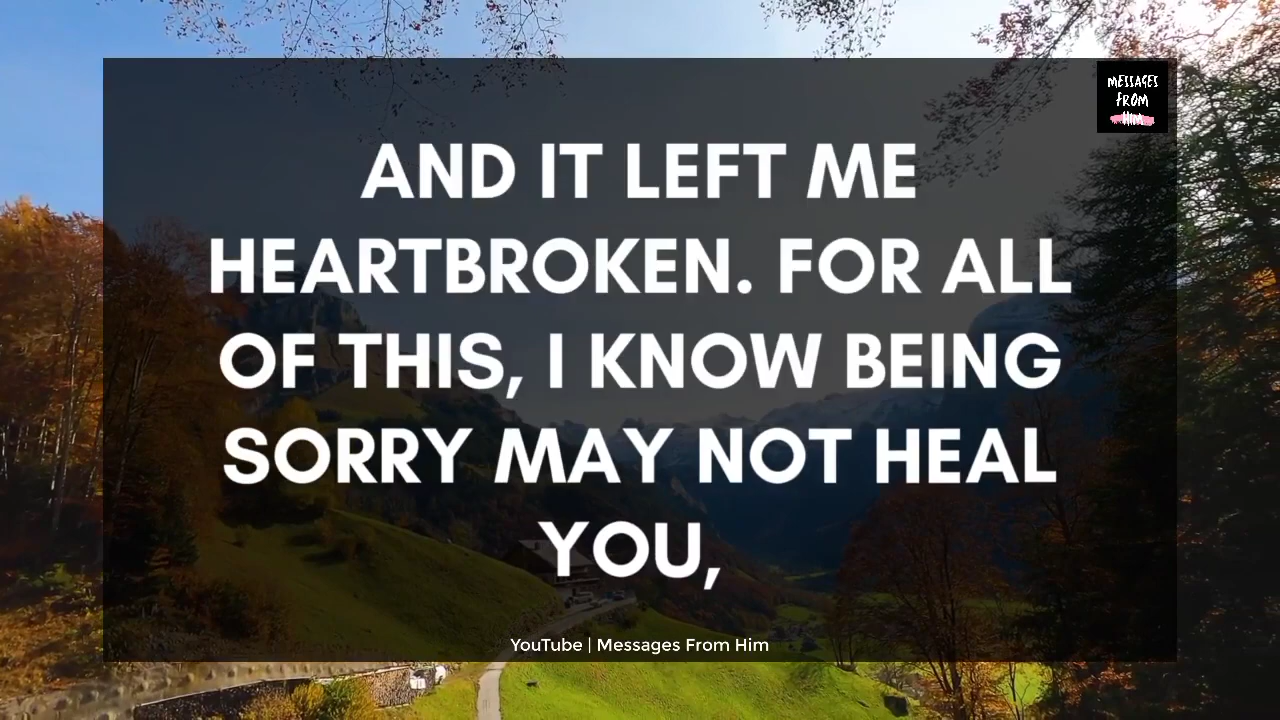 MESSAGES
FROM
HIM
AND IT LEFT ME
HEARTBROKEN. FOR ALL
OF THIS, I KNOW BEING
SORRY MAY NOT HEAL
YOU,
YouTube | Messages From Him